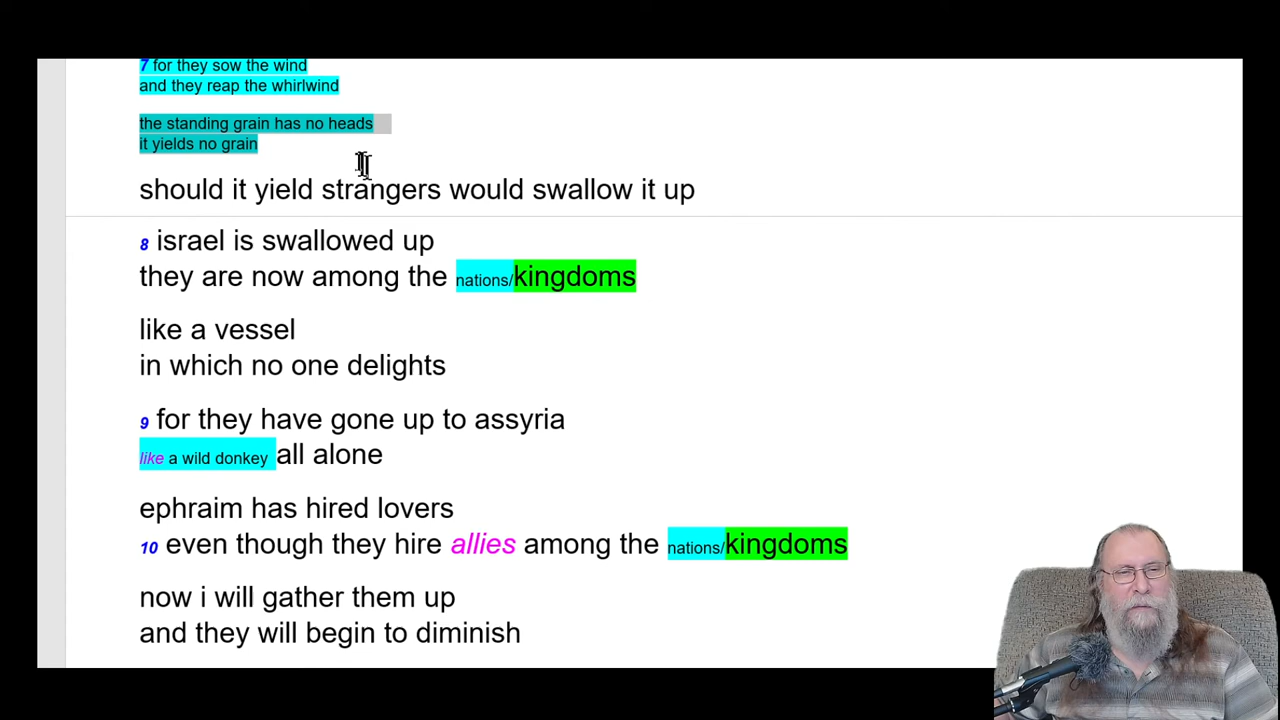 7 for they sow the wind
and they reap the whirlwind
the standing grain has no heads
it yields no grain
should it yield strangers would swallow it up
8 israel is swallowed up
they are now among the nations/kingdoms
like a vessel
in which no one delights
9 for they have gone up to assyria
like a wild donkey all alone
ephraim has hired lovers
10 even though they hire allies among the nations/kingdoms
now i will gather them up
and they will begin to diminish